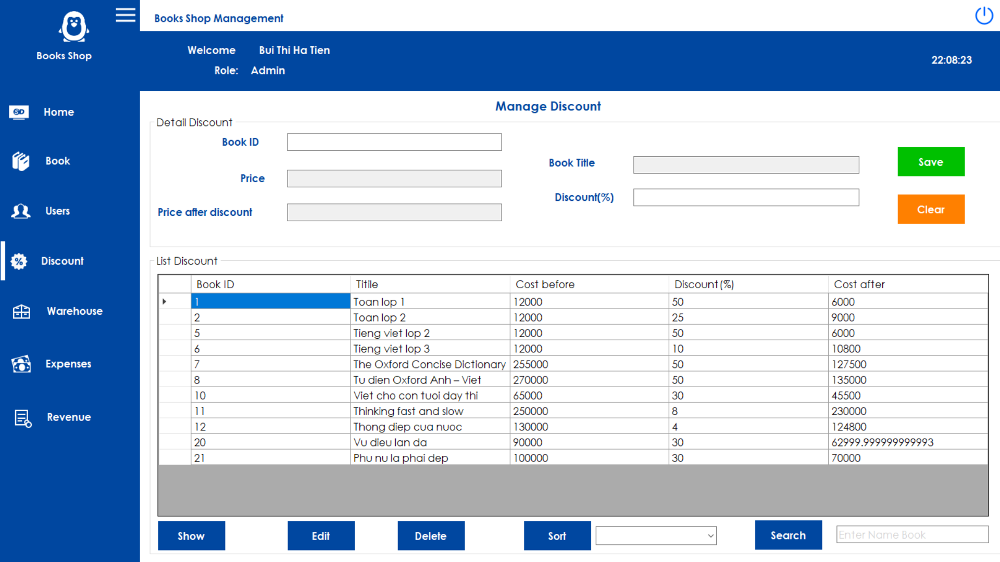 Books Shop Management
Books Shop
Welcome Bui Thi Ha Tien
Role: Admin
22:08:23
Home
Book
Users
Discount
Warehouse
Expenses
Revenue
Manage Discount
Detail Discount
Book ID
Price
Price after discount
Book Title
Discount(%)
Save
Clear
List Discount
Book ID Titile Cost before Discount(%) Cost after
1 Toan lop 1 12000 50 6000
2 Toan lop 2 12000 25 9000
5 Tieng viet lop 2 12000 50 6000
6 Tieng viet lop 3 12000 10 10800
7 The Oxford Concise Dictionary 255000 50 127500
8 Tu dien Oxford Anh – Viet 270000 50 135000
10 Viet cho con tuoi day thi 65000 30 45500
11 Thinking fast and slow 250000 8 230000
12 Thong diep cua nuoc 130000 4 124800
20 Vu dieu lan da 90000 30 62999.999999999993
21 Phu nu la phai dep 100000 30 70000
Show Edit Delete Sort Search Enter Name Book